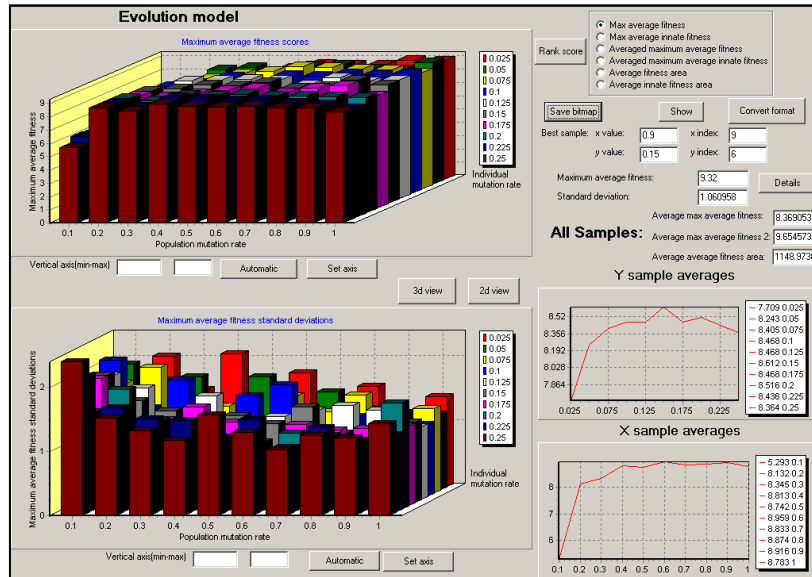 Evolution model
Maximum average fitness scores
Maximum average fitness
9
8
7
6
5
4
3
2
1
0
0.1 0.2 0.3 0.4 0.5 0.6 0.7 0.8 0.9 1
Population mutation rate
0.025
0.05
0.075
0.1
0.125
0.15
0.175
0.2
0.225
0.25
Individual
mutation rate
Vertical axis(min-max)
Automatic
Set axis
3d view
2d view
Maximum average fitness standard deviations
Maximum average fitness standard deviations
2
1
0
0.1 0.2 0.3 0.4 0.5 0.6 0.7 0.8 0.9 1
Population mutation rate
0.025
0.05
0.075
0.1
0.125
0.15
0.175
0.2
0.225
0.25
Individual
mutation rate
Vertical axis(min-max)
Automatic
Set axis
Rank score
Max average fitness
Max average innate fitness
Averaged maximum average fitness
Averaged maximum average innate fitness
Average fitness area
Average innate fitness area
Save bitmap
Show
Convert format
Best sample: x value: 0.9 x index: 9
y value: 0.15 y index: 6
Maximum average fitness: 9.32
Standard deviation: 1.060958
Details
All Samples:
Average max average fitness: 8.369053
Average max average fitness 2: 9.654573
Average average fitness area: 1148.973
Y sample averages
8.52
8.356
8.192
8.028
7.864
0.025 0.075 0.125 0.175 0.225
7.709 0.025
8.243 0.05
8.405 0.075
8.468 0.1
8.468 0.125
8.612 0.15
8.468 0.175
8.516 0.2
8.436 0.225
8.364 0.25
X sample averages
8
7
6
0.1 0.2 0.3 0.4 0.5 0.6 0.7 0.8 0.9 1
5.293 0.1
8.132 0.2
8.345 0.3
8.813 0.4
8.742 0.5
8.959 0.6
8.833 0.7
8.874 0.8
8.916 0.9
8.783 1